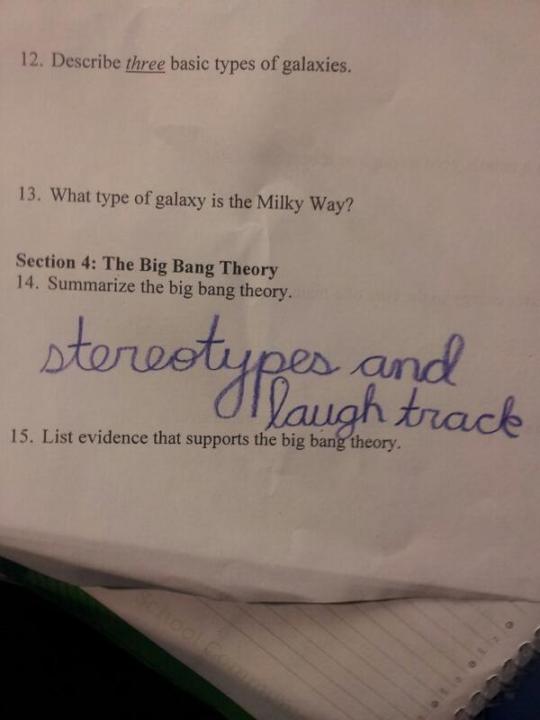 12. Describe three basic types of galaxies.
13. What type of galaxy is the Milky Way?
Section 4: The Big Bang Theory
14. Summarize the big bang theory.
stereotypes and
laugh track
15. List evidence that supports the big bang theory.
School